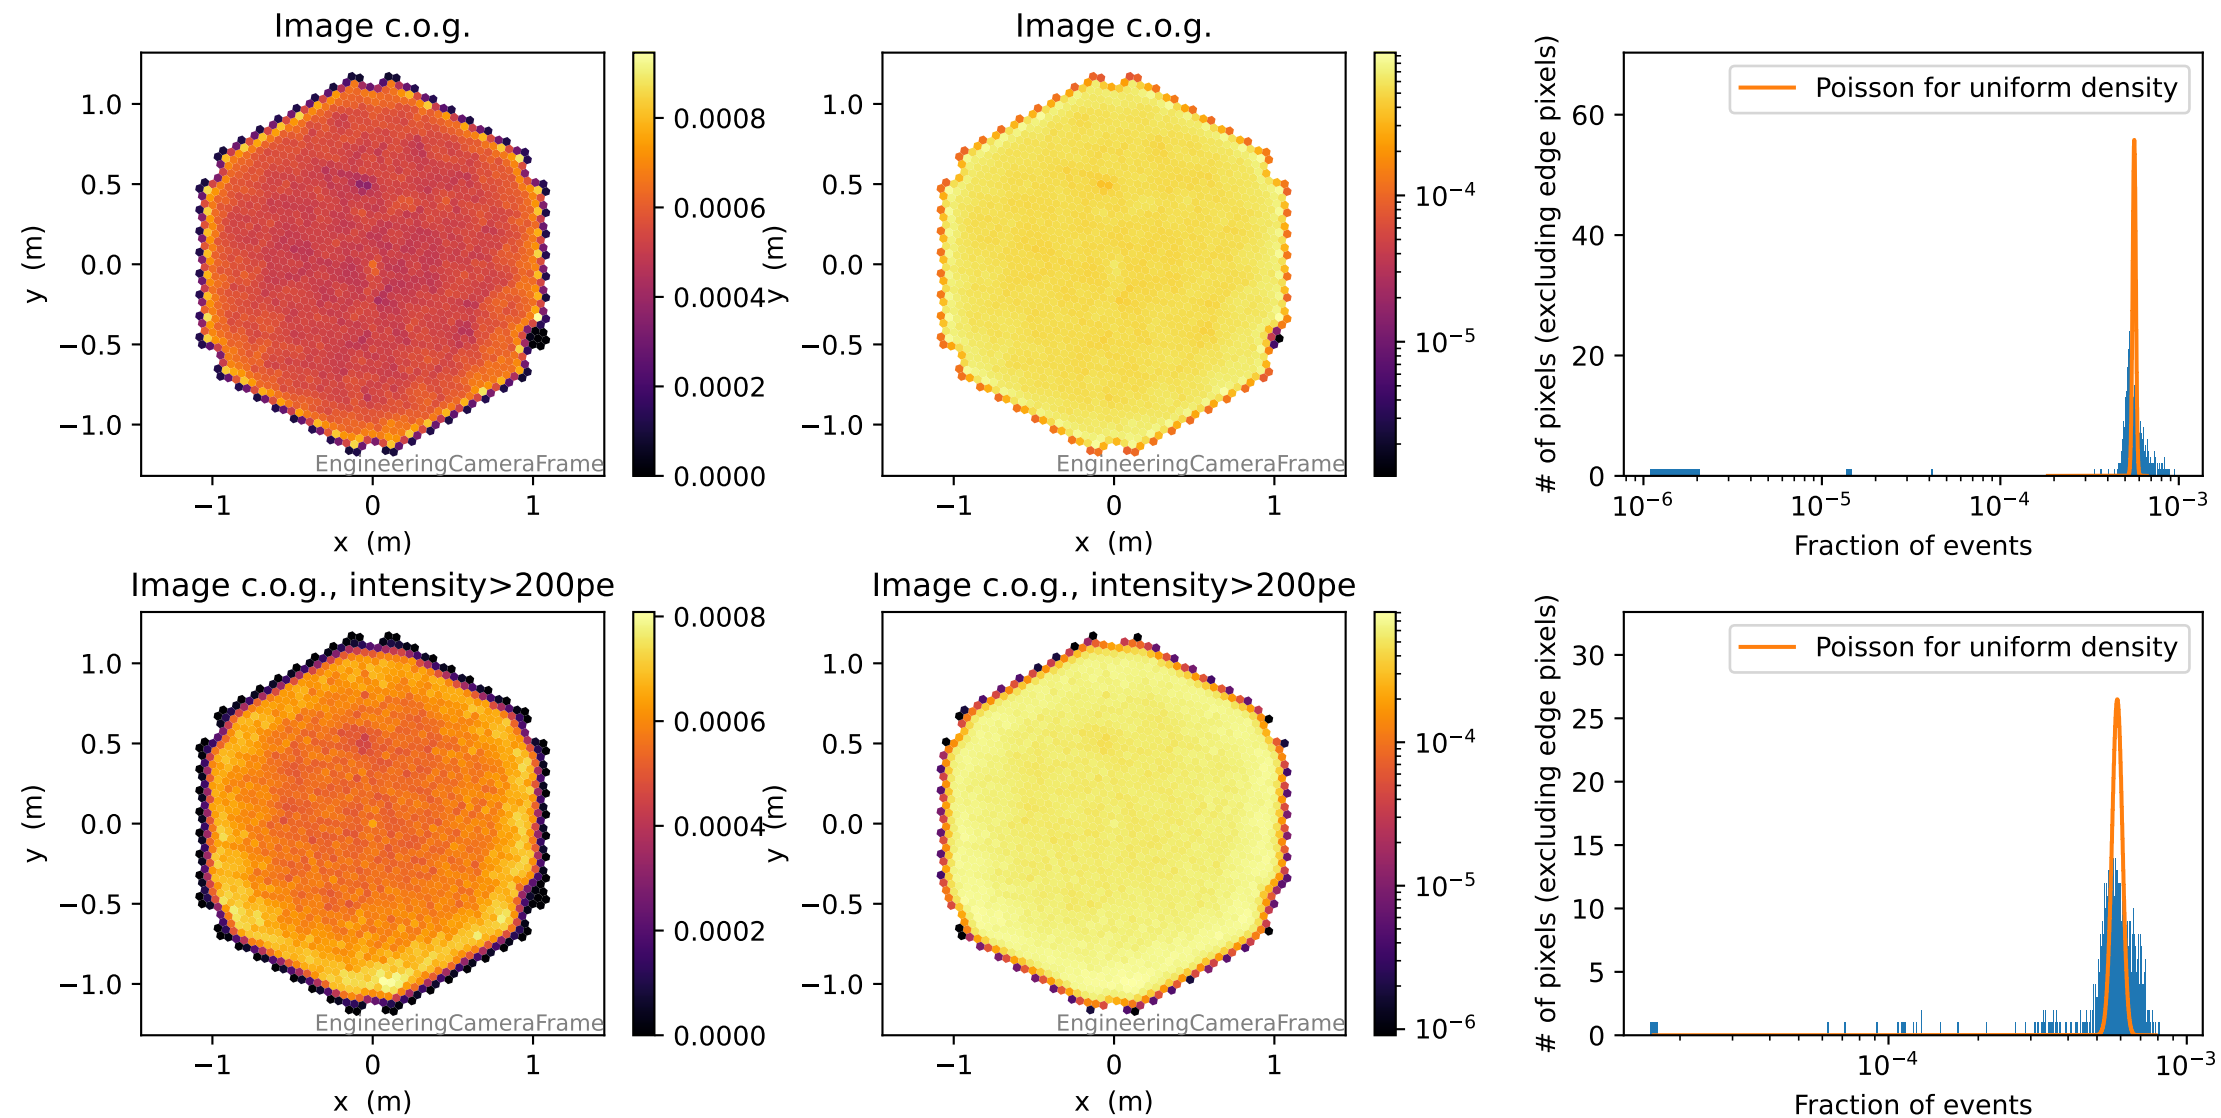 Image c.o.g.
y (m)
1.0
0.5
0.0
−0.5
−1.0
−1
0
1
x (m)
EngineeringCameraFrame
0.0008
0.0006
0.0004
0.0002
0.0000
Image c.o.g.
y (m)
1.0
0.5
0.0
−0.5
−1.0
−1
0
1
x (m)
EngineeringCameraFrame
10⁻⁴
10⁻⁵
# of pixels (excluding edge pixels)
60
40
20
0
Poisson for uniform density
10⁻⁶
10⁻⁵
10⁻⁴
10⁻³
Fraction of events
Image c.o.g., intensity>200pe
y (m)
1.0
0.5
0.0
−0.5
−1.0
−1
0
1
x (m)
EngineeringCameraFrame
0.0008
0.0006
0.0004
0.0002
0.0000
Image c.o.g., intensity>200pe
y (m)
1.0
0.5
0.0
−0.5
−1.0
−1
0
1
x (m)
EngineeringCameraFrame
10⁻⁴
10⁻⁵
10⁻⁶
# of pixels (excluding edge pixels)
30
25
20
15
10
5
0
Poisson for uniform density
10⁻⁴
10⁻³
Fraction of events